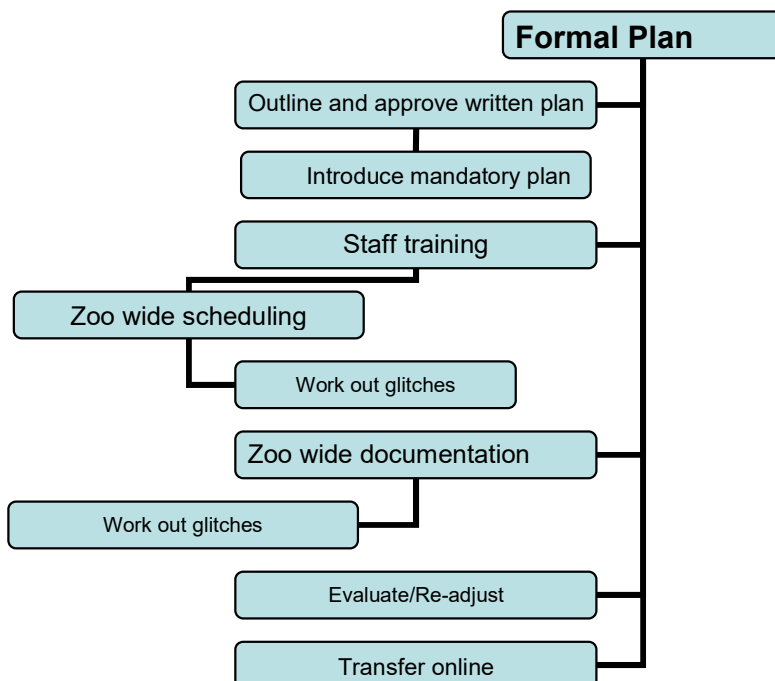 Formal Plan
Outline and approve written plan
Introduce mandatory plan
Staff training
Zoo wide scheduling
Work out glitches
Zoo wide documentation
Work out glitches
Evaluate/Re-adjust
Transfer online